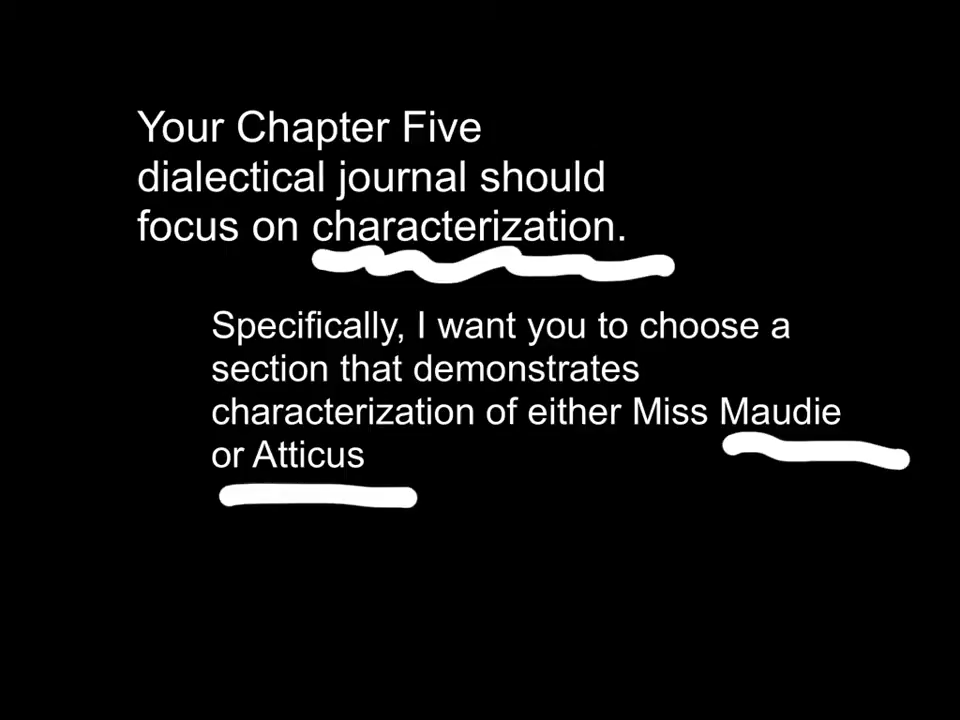 Your Chapter Five
dialectical journal should
focus on characterization.
Specifically, I want you to choose a
section that demonstrates
characterization of either Miss Maudie
or Atticus